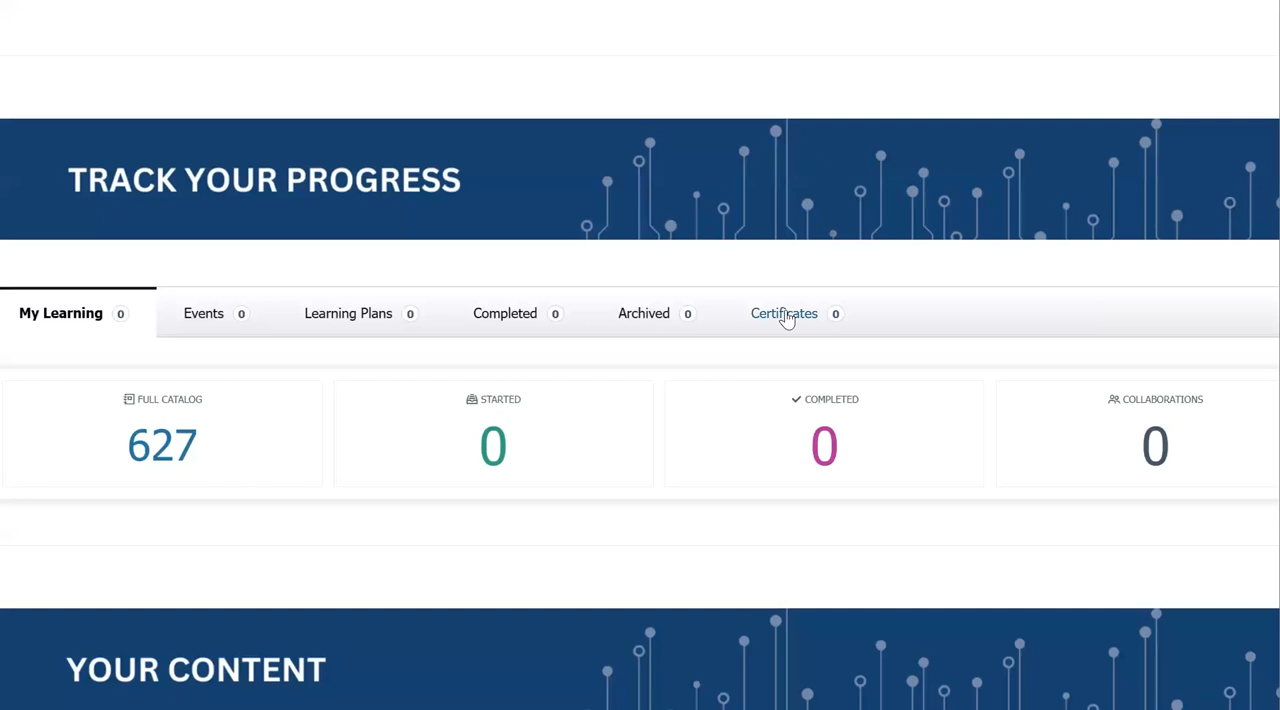 TRACK YOUR PROGRESS
My Learning 0 Events 0 Learning Plans 0 Completed 0 Archived 0 Certificates 0
FULL CATALOG STARTED COMPLETED COLLABORATIONS
627 0 0 0
YOUR CONTENT